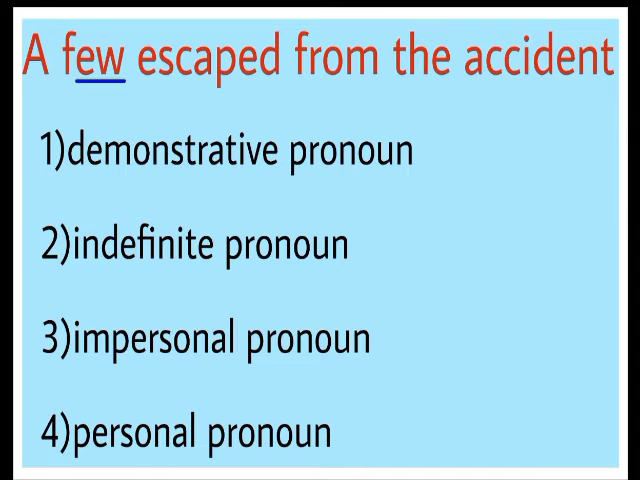 A few escaped from the accident
1)demonstrative pronoun
2)indefinite pronoun
3)impersonal pronoun
4)personal pronoun